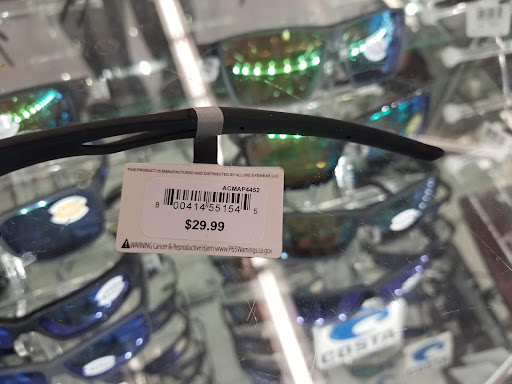 THIS PRODUCT IS MANUFACTURED AND DISTRIBUTED BY ALLURE EYEWEAR LLC
ACMAP4452
8 00414 55154 5
$29.99
WARNING Cancer & Reproductive Harm www.P65Warnings.ca.gov
COSTA